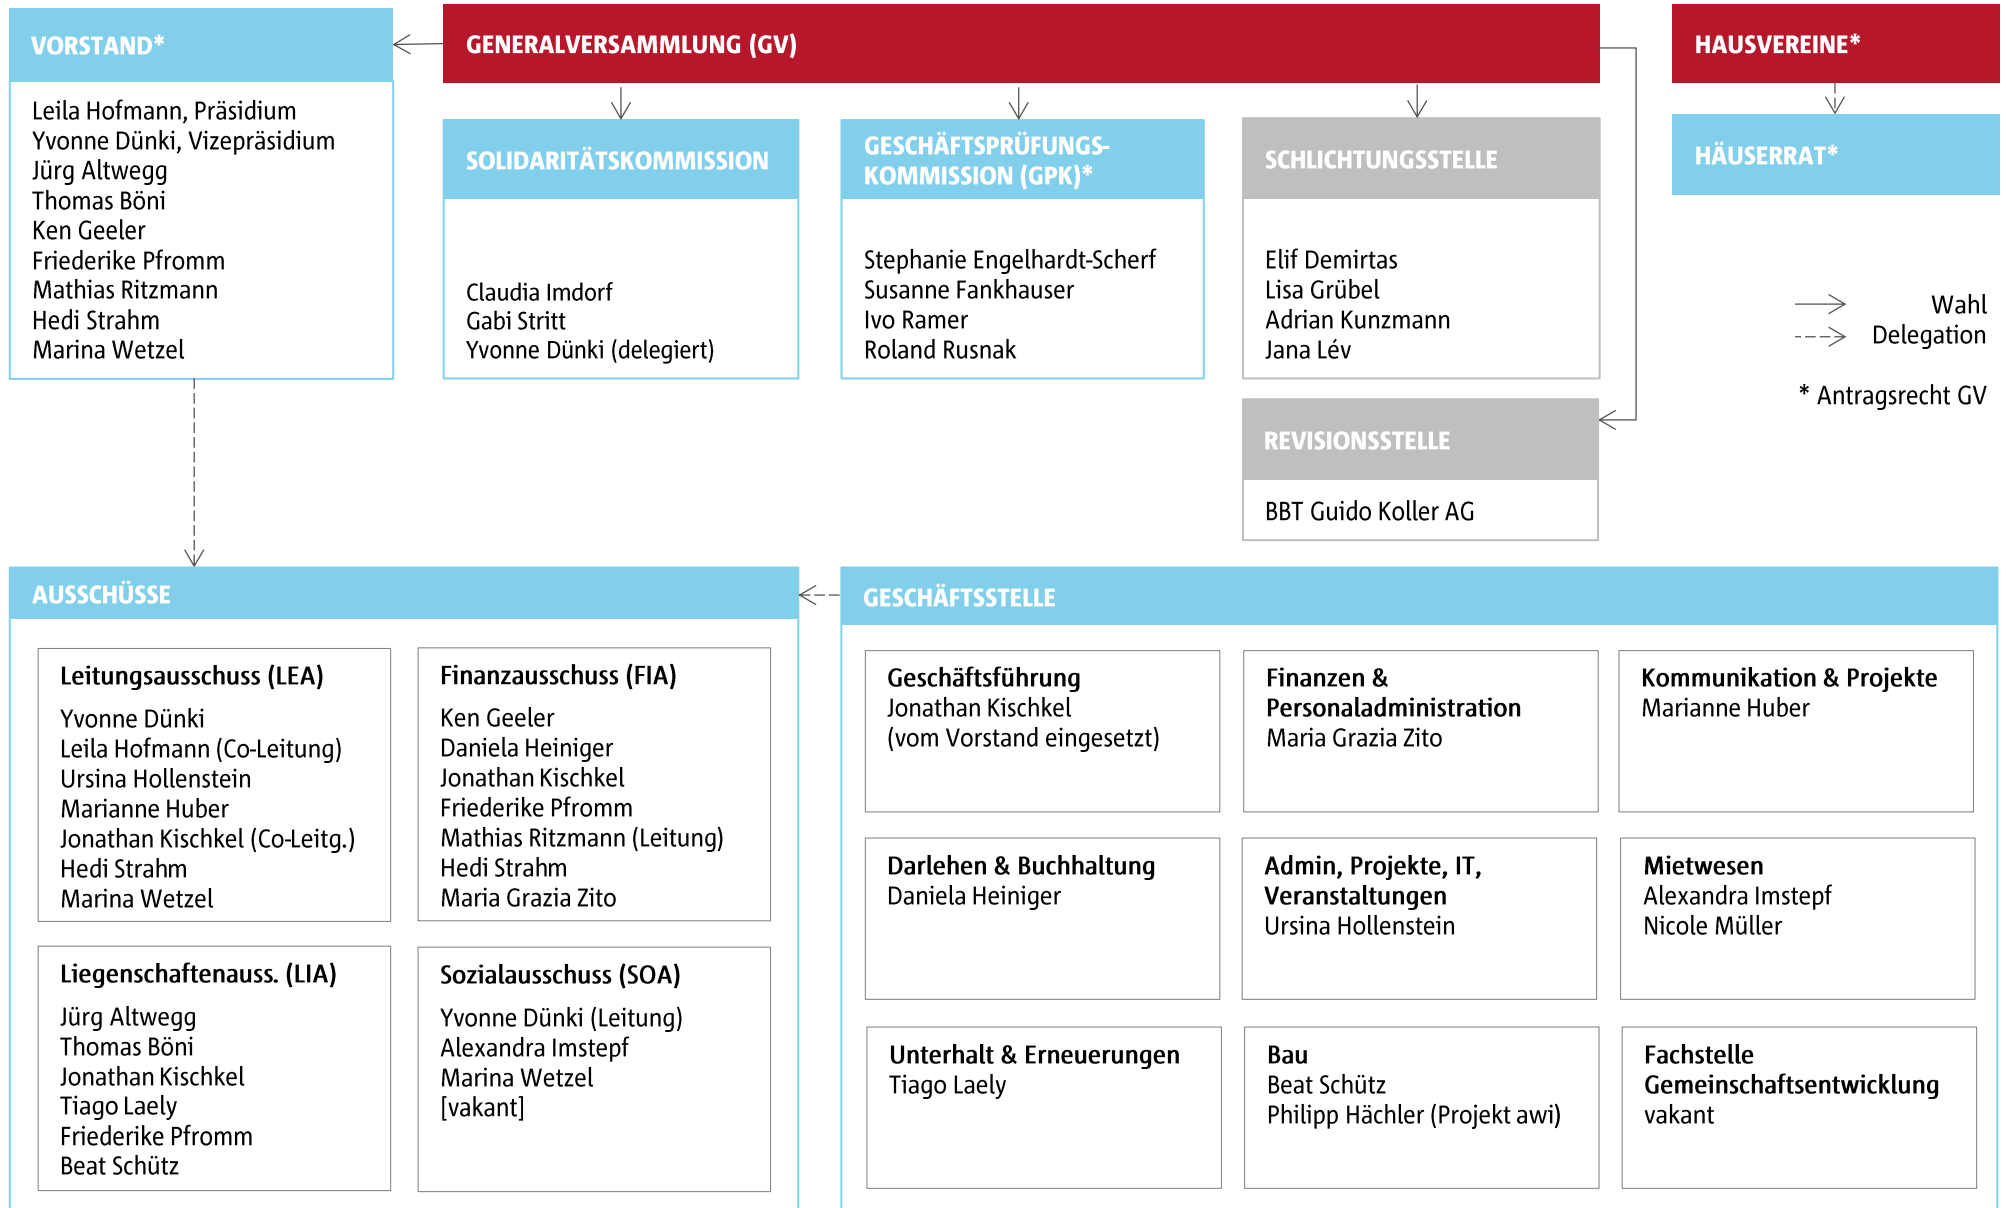 VORSTAND*
Leila Hofmann, Präsidium
Yvonne Dünki, Vizepräsidium
Jürg Altwegg
Thomas Böni
Ken Geeler
Friederike Pfromm
Mathias Ritzmann
Hedi Strahm
Marina Wetzel
GENERALVERSAMMLUNG (GV)
SOLIDARITÄTSKOMMISSION
Claudia Imdorf
Gabi Stritt
Yvonne Dünki (delegiert)
GESCHÄFTSPRÜFUNGS-
KOMMISSION (GPK)*
Stephanie Engelhardt-Scherf
Susanne Fankhauser
Ivo Ramer
Roland Rusnak
SCHLICHTUNGSSTELLE
Elif Demirtas
Lisa Grübel
Adrian Kunzmann
Jana Lév
REVISIONSSTELLE
BBT Guido Koller AG
HAUSVEREINE*
HÄUSERRAT*
Wahl
Delegation
* Antragsrecht GV
AUSSCHÜSSE
Leitungsausschuss (LEA)
Yvonne Dünki
Leila Hofmann (Co-Leitung)
Ursina Hollenstein
Marianne Huber
Jonathan Kischkel (Co-Leitg.)
Hedi Strahm
Marina Wetzel
Finanzausschuss (FIA)
Ken Geeler
Daniela Heiniger
Jonathan Kischkel
Friederike Pfromm
Mathias Ritzmann (Leitung)
Hedi Strahm
Maria Grazia Zito
Liegenschaftenauss. (LIA)
Jürg Altwegg
Thomas Böni
Jonathan Kischkel
Tiago Laely
Friederike Pfromm
Beat Schütz
Sozialausschuss (SOA)
Yvonne Dünki (Leitung)
Alexandra Imstepf
Marina Wetzel
[vakant]
GESCHÄFTSSTELLE
Geschäftsführung
Jonathan Kischkel
(vom Vorstand eingesetzt)
Finanzen &
Personaladministration
Maria Grazia Zito
Kommunikation & Projekte
Marianne Huber
Darlehen & Buchhaltung
Daniela Heiniger
Admin, Projekte, IT,
Veranstaltungen
Ursina Hollenstein
Mietwesen
Alexandra Imstepf
Nicole Müller
Unterhalt & Erneuerungen
Tiago Laely
Bau
Beat Schütz
Philipp Hächler (Projekt awi)
Fachstelle
Gemeinschaftsentwicklung
vakant